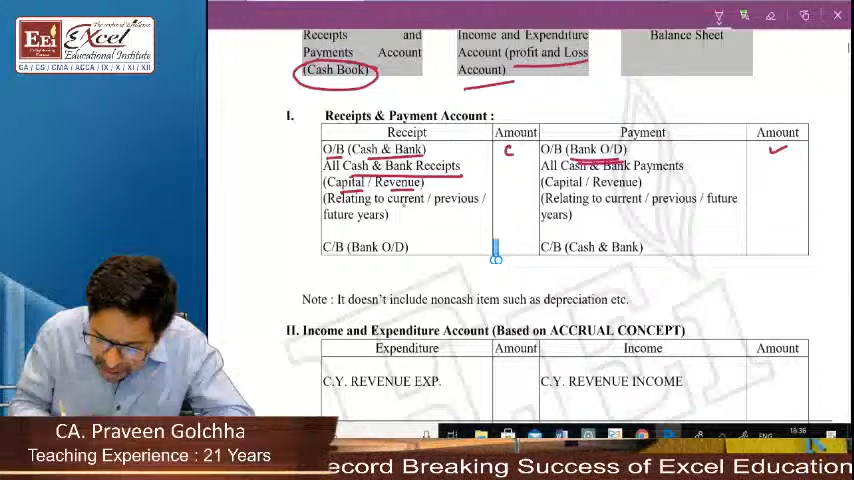 EEi
Excel
Educational Institute
CA / CS / CMA / ACCA / IX / X / XI / XII
Receipts and
Payments Account
(Cash Book)
Income and Expenditure
Account (profit and Loss
Account)
Balance Sheet
I. Receipts & Payment Account :
Receipt Amount Payment Amount
O/B (Cash & Bank) O/B (Bank O/D)
All Cash & Bank Receipts All Cash & Bank Payments
(Capital / Revenue) (Capital / Revenue)
(Relating to current / previous / (Relating to current / previous / future
future years) years)
C/B (Bank O/D) C/B (Cash & Bank)
Note : It doesn't include noncash item such as depreciation etc.
II. Income and Expenditure Account (Based on ACCRUAL CONCEPT)
Expenditure Amount Income Amount
C.Y. REVENUE EXP. C.Y. REVENUE INCOME
ENG
18:36
CA. Praveen Golchha
Teaching Experience : 21 Years
ecord Breaking Success of Excel Education